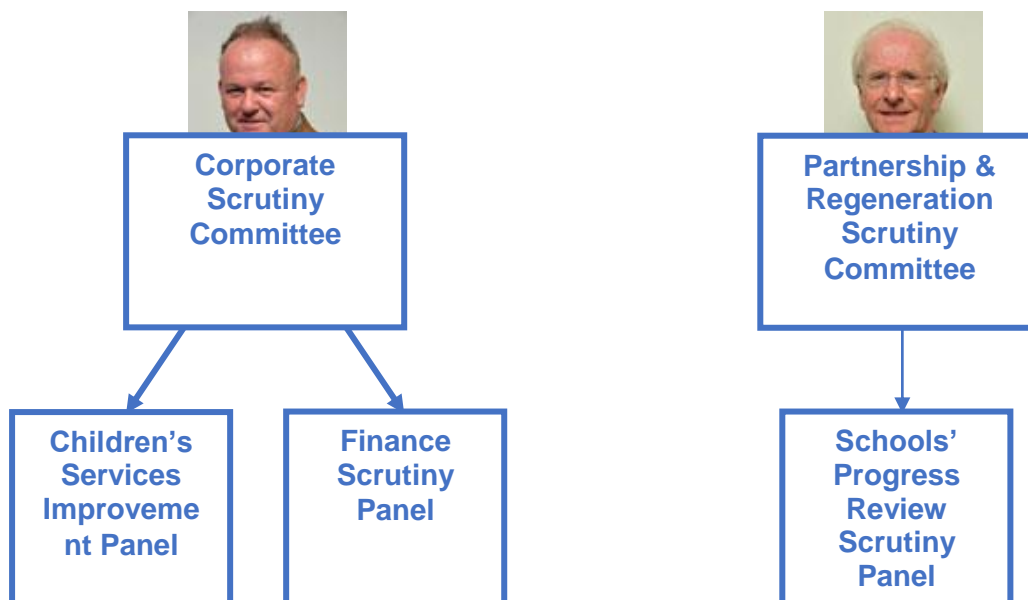 Corporate
Scrutiny
Committee
Partnership &
Regeneration
Scrutiny
Committee
Children’s
Services
Improveme
nt Panel
Finance
Scrutiny
Panel
Schools’
Progress
Review
Scrutiny
Panel